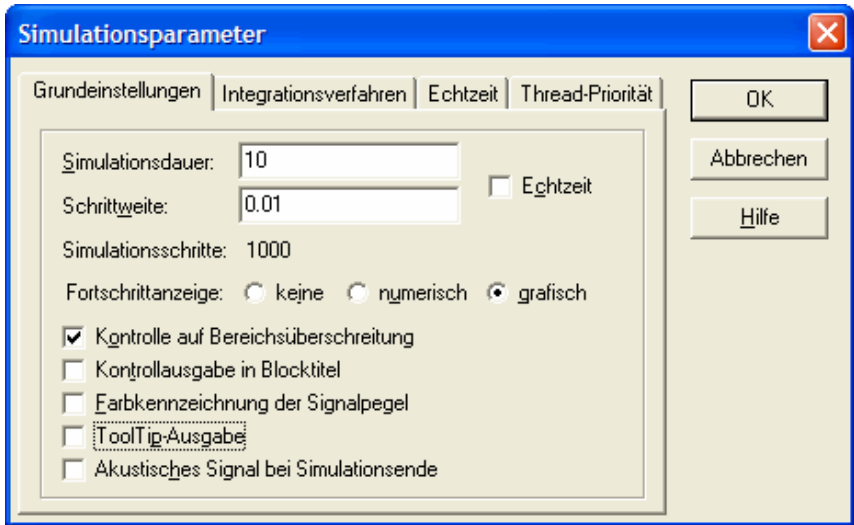 Simulationsparameter
Grundeinstellungen Integrationsverfahren Echtzeit Thread-Priorität
OK
Simulationsdauer: 10
Abbrechen
Echtzeit
Schrittweite: 0.01
Hilfe
Simulationsschritte: 1000
Fortschrittanzeige: keine numerisch grafisch
Kontrolle auf Bereichsüberschreitung
Kontrollausgabe in Blocktitel
Farbkennzeichnung der Signalpegel
ToolTip-Ausgabe
Akustisches Signal bei Simulationsende